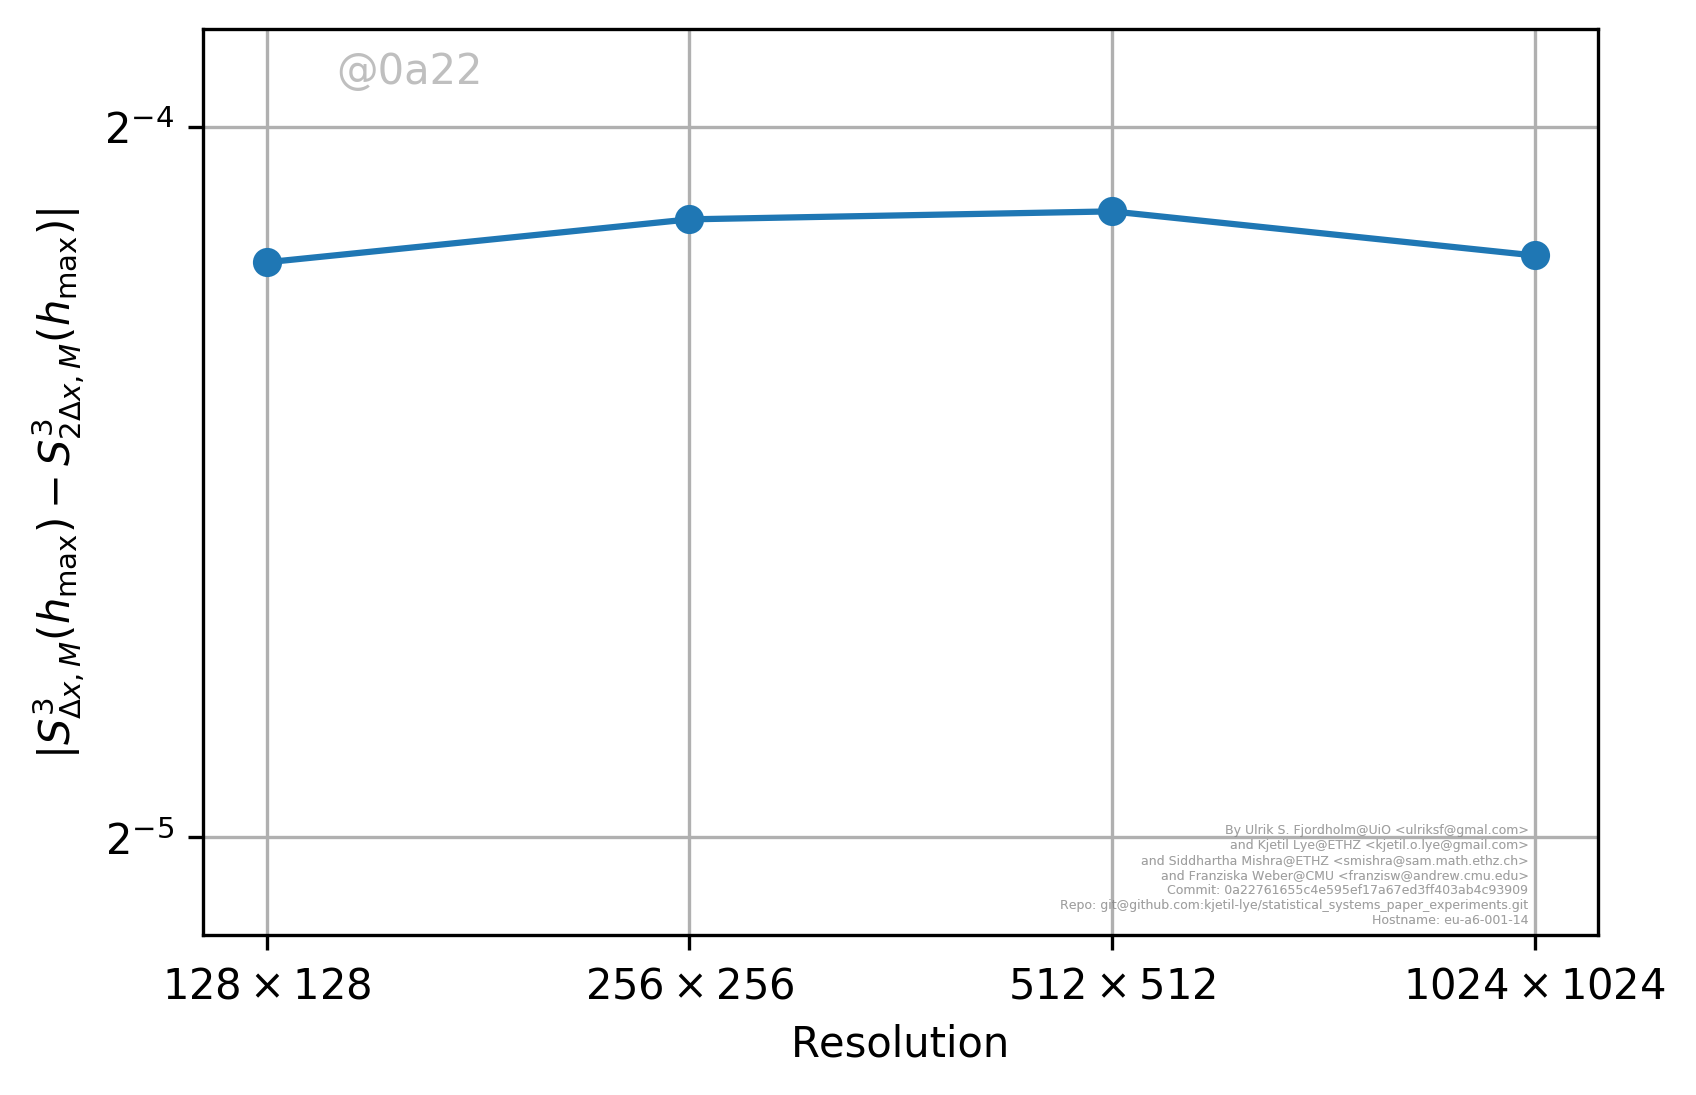 @0a22
2⁻⁴
2⁻⁵
|S³_{Δx, M}(h_max) − S³_{2Δx, M}(h_max)|
By Ulrik S. Fjordholm@UiO <ulriksf@gmal.com>
and Kjetil Lye@ETHZ <kjetil.o.lye@gmail.com>
and Siddhartha Mishra@ETHZ <smishra@sam.math.ethz.ch>
and Franziska Weber@CMU <franzisw@andrew.cmu.edu>
Commit: 0a22761655c4e595ef17a67ed3ff403ab4c93909
Repo: git@github.com:kjetil-lye/statistical_systems_paper_experiments.git
Hostname: eu-a6-001-14
128 × 128 256 × 256 512 × 512 1024 × 1024
Resolution